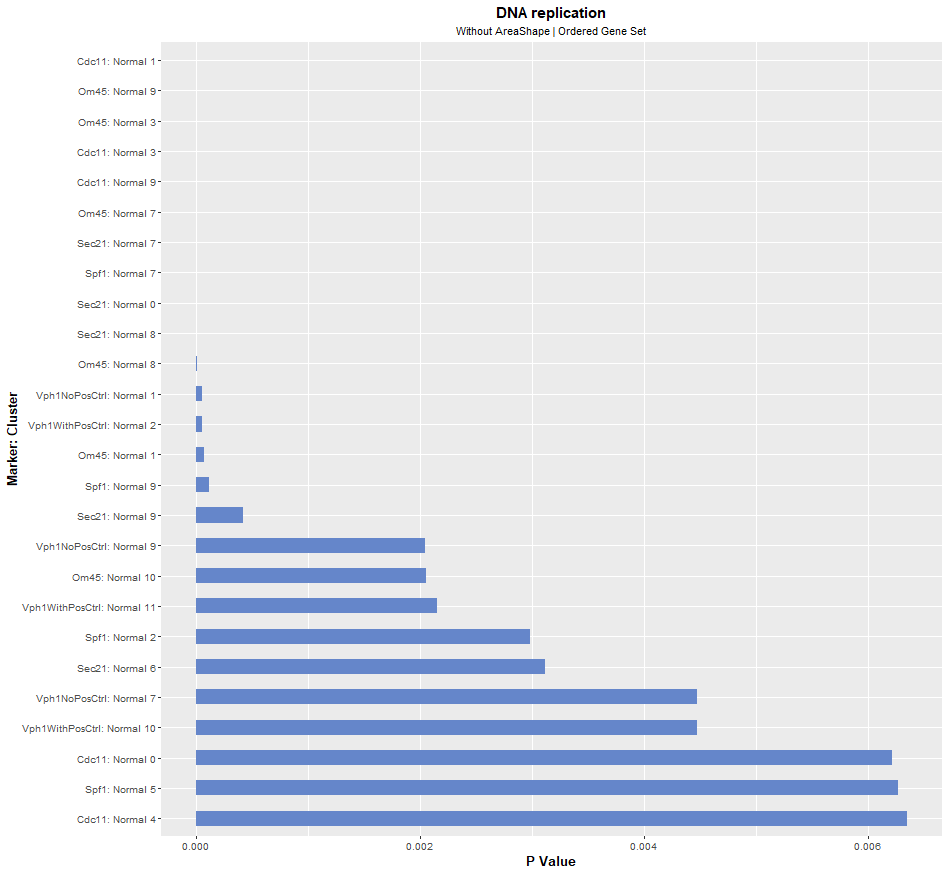 DNA replication
Without AreaShape | Ordered Gene Set
Marker: Cluster
Cdc11: Normal 1
Om45: Normal 9
Om45: Normal 3
Cdc11: Normal 3
Cdc11: Normal 9
Om45: Normal 7
Sec21: Normal 7
Spf1: Normal 7
Sec21: Normal 0
Sec21: Normal 8
Om45: Normal 8
Vph1NoPosCtrl: Normal 1
Vph1WithPosCtrl: Normal 2
Om45: Normal 1
Spf1: Normal 9
Sec21: Normal 9
Vph1NoPosCtrl: Normal 9
Om45: Normal 10
Vph1WithPosCtrl: Normal 11
Spf1: Normal 2
Sec21: Normal 6
Vph1NoPosCtrl: Normal 7
Vph1WithPosCtrl: Normal 10
Cdc11: Normal 0
Spf1: Normal 5
Cdc11: Normal 4
0.000 0.002 0.004 0.006
P Value